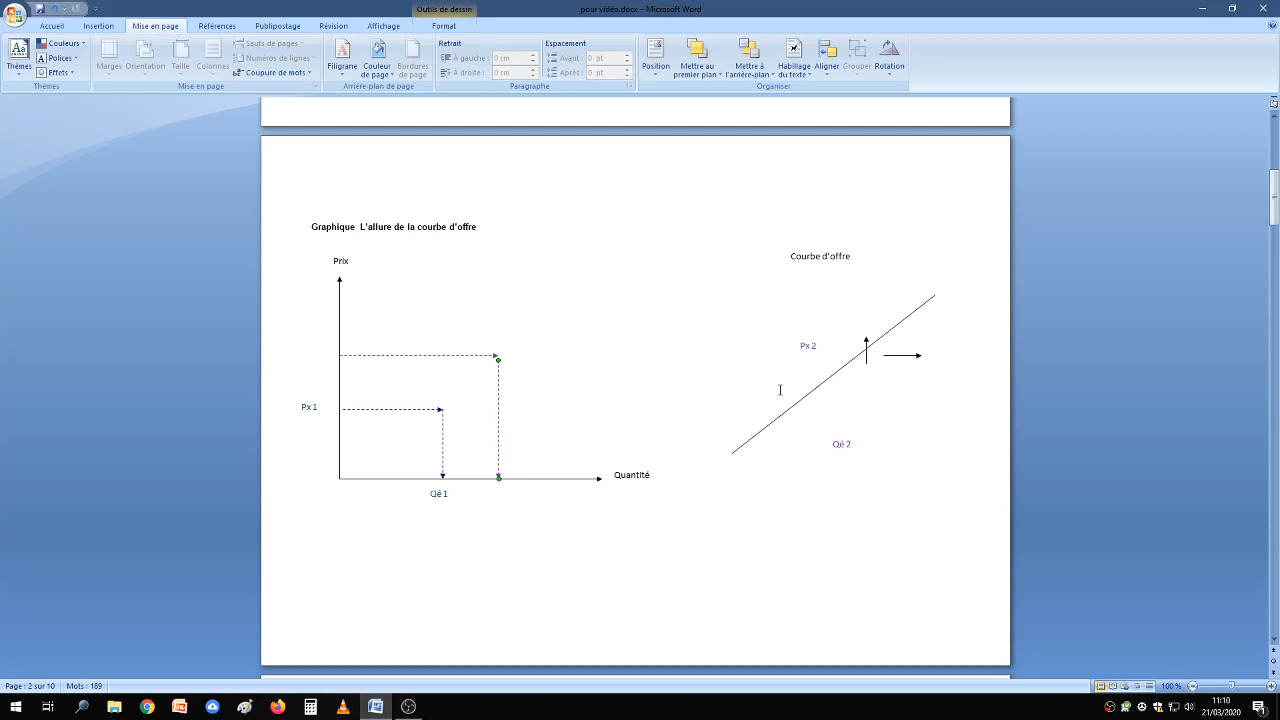 Outils de dessin
pour video.docx - Microsoft Word
Accueil Insertion Mise en page Références Publipostage Révision Affichage Format
Thèmes
Couleurs
Polices
Effets
Marges
Orientation
Taille
Colonnes
Sauts de pages
Numéros de lignes
Coupure de mots
Filigrane
Couleur de page
Bordures de page
Retrait
À gauche : 0 cm
À droite : 0 cm
Espacement
Avant : 0 pt
Après : 0 pt
Position
Mettre au premier plan
Mettre à l'arrière-plan
Habillage du texte
Aligner
Grouper
Rotation
Thèmes Mise en page Arrière-plan de page Paragraphe Organiser
Graphique L'allure de la courbe d'offre
Prix
Courbe d'offre
Px 2
Px 1
Qé 2
Quantité
Qé 1
Page : 2 sur 10 Mots : 189
100 %
11:10
21/03/2020